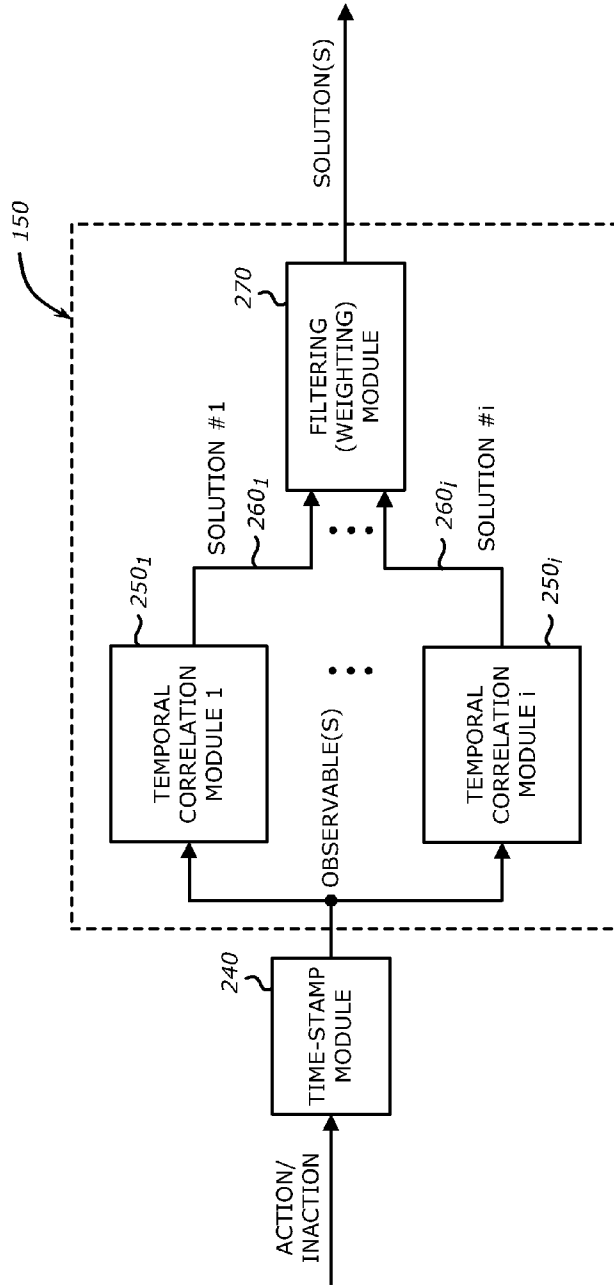 150
ACTION/
INACTION
240
TIME-STAMP
MODULE
OBSERVABLE(S)
250₁
TEMPORAL
CORRELATION
MODULE 1
SOLUTION #1
260₁
• • •
• • •
250ᵢ
TEMPORAL
CORRELATION
MODULE i
SOLUTION #i
260ᵢ
270
FILTERING
(WEIGHTING)
MODULE
SOLUTION(S)